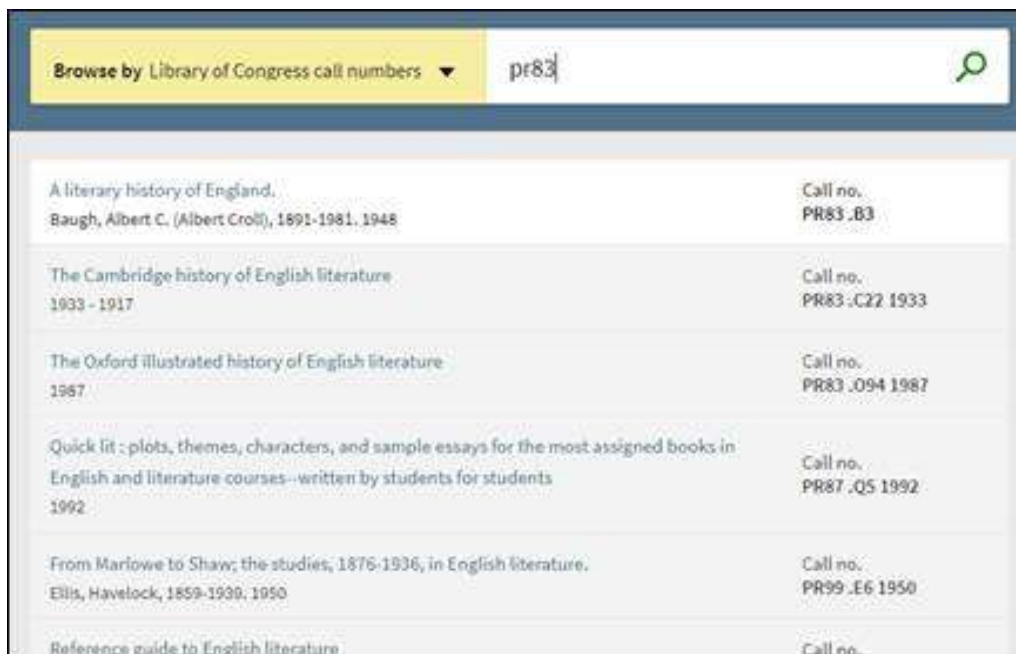 Browse by Library of Congress call numbers
pr83
A literary history of England.
Call no.
Baugh, Albert C. (Albert Croll), 1891-1981. 1948
PR83 .B3
The Cambridge history of English literature
Call no.
1933 - 1917
PR83 .C22 1933
The Oxford illustrated history of English literature
Call no.
1987
PR83 .O94 1987
Quick lit : plots, themes, characters, and sample essays for the most assigned books in
English and literature courses--written by students for students
1992
Call no.
PR87 .Q5 1992
From Marlowe to Shaw; the studies, 1876-1936, in English literature.
Call no.
Ellis, Havelock, 1859-1939. 1950
PR99 .E6 1950
Reference guide to English literature
Call no.